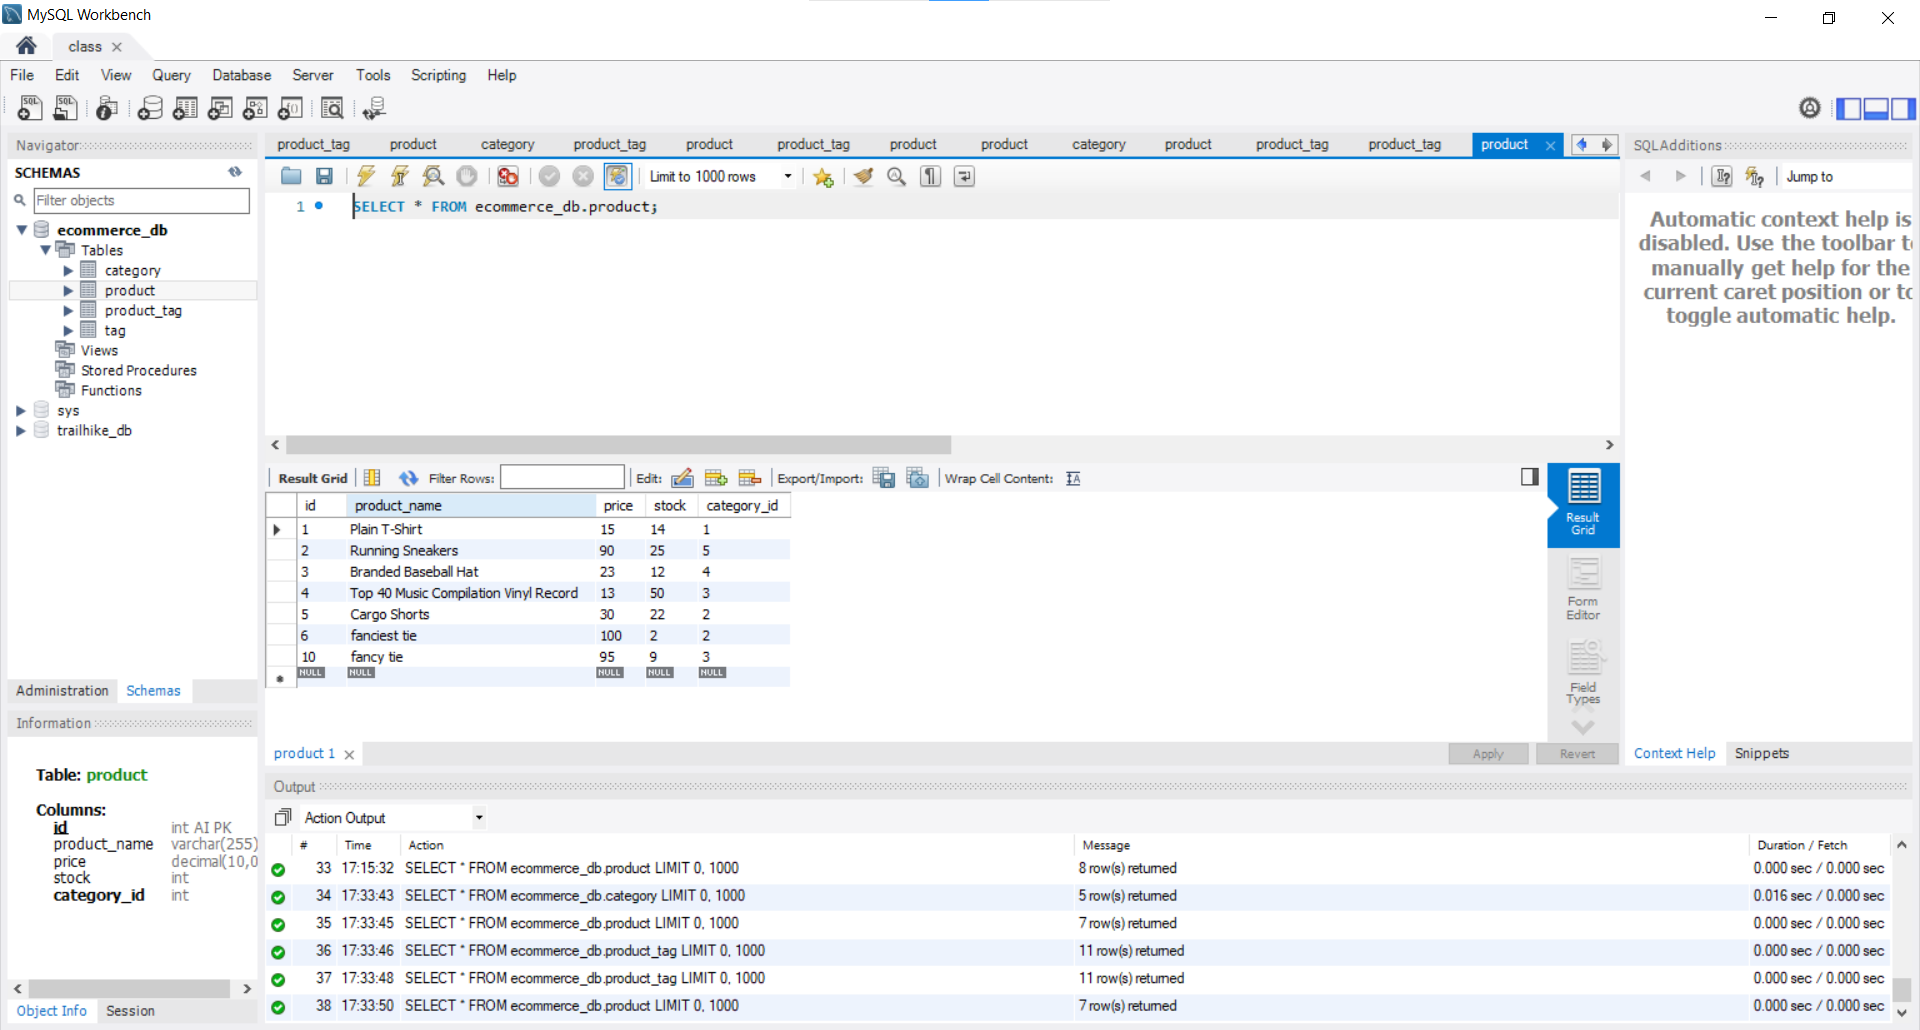 MySQL Workbench
class
File Edit View Query Database Server Tools Scripting Help
Navigator
SCHEMAS
Filter objects
ecommerce_db
Tables
category
product
product_tag
tag
Views
Stored Procedures
Functions
sys
trailhike_db
Administration Schemas
Information
Table: product
Columns:
id int AI PK
product_name varchar(255)
price decimal(10,0
stock int
category_id int
Object Info Session
product_tag product category product_tag product product_tag product product category product product_tag product_tag product
Limit to 1000 rows
1 SELECT * FROM ecommerce_db.product;
Result Grid Filter Rows: Edit: Export/Import: Wrap Cell Content:
id product_name price stock category_id
1 Plain T-Shirt 15 14 1
2 Running Sneakers 90 25 5
3 Branded Baseball Hat 23 12 4
4 Top 40 Music Compilation Vinyl Record 13 50 3
5 Cargo Shorts 30 22 2
6 fanciest tie 100 2 2
10 fancy tie 95 9 3
NULL NULL NULL NULL NULL
Result
Grid
Form
Editor
Field
Types
product 1
Apply Revert
SQLAdditions
Jump to
Automatic context help is
disabled. Use the toolbar to
manually get help for the
current caret position or to
toggle automatic help.
Context Help Snippets
Output
Action Output
# Time Action Message Duration / Fetch
33 17:15:32 SELECT * FROM ecommerce_db.product LIMIT 0, 1000 8 row(s) returned 0.000 sec / 0.000 sec
34 17:33:43 SELECT * FROM ecommerce_db.category LIMIT 0, 1000 5 row(s) returned 0.016 sec / 0.000 sec
35 17:33:45 SELECT * FROM ecommerce_db.product LIMIT 0, 1000 7 row(s) returned 0.000 sec / 0.000 sec
36 17:33:46 SELECT * FROM ecommerce_db.product_tag LIMIT 0, 1000 11 row(s) returned 0.000 sec / 0.000 sec
37 17:33:48 SELECT * FROM ecommerce_db.product_tag LIMIT 0, 1000 11 row(s) returned 0.000 sec / 0.000 sec
38 17:33:50 SELECT * FROM ecommerce_db.product LIMIT 0, 1000 7 row(s) returned 0.000 sec / 0.000 sec